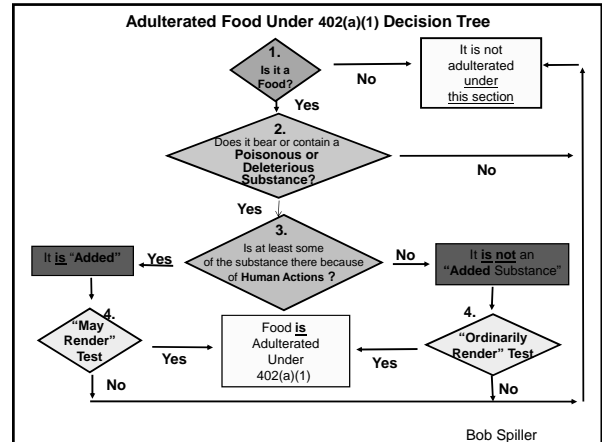 Adulterated Food Under 402(a)(1) Decision Tree
1.
Is it a
Food?
No
It is not
adulterated
under
this section
Yes
2.
Does it bear or contain a
Poisonous or
Deleterious
Substance?
No
Yes
3.
Is at least some
of the substance there because
of Human Actions ?
Yes
It is “Added”
No
It is not an
“Added Substance”
4.
“May
Render”
Test
Yes
Food is
Adulterated
Under
402(a)(1)
4.
“Ordinarily
Render” Test
Yes
No
No
Bob Spiller